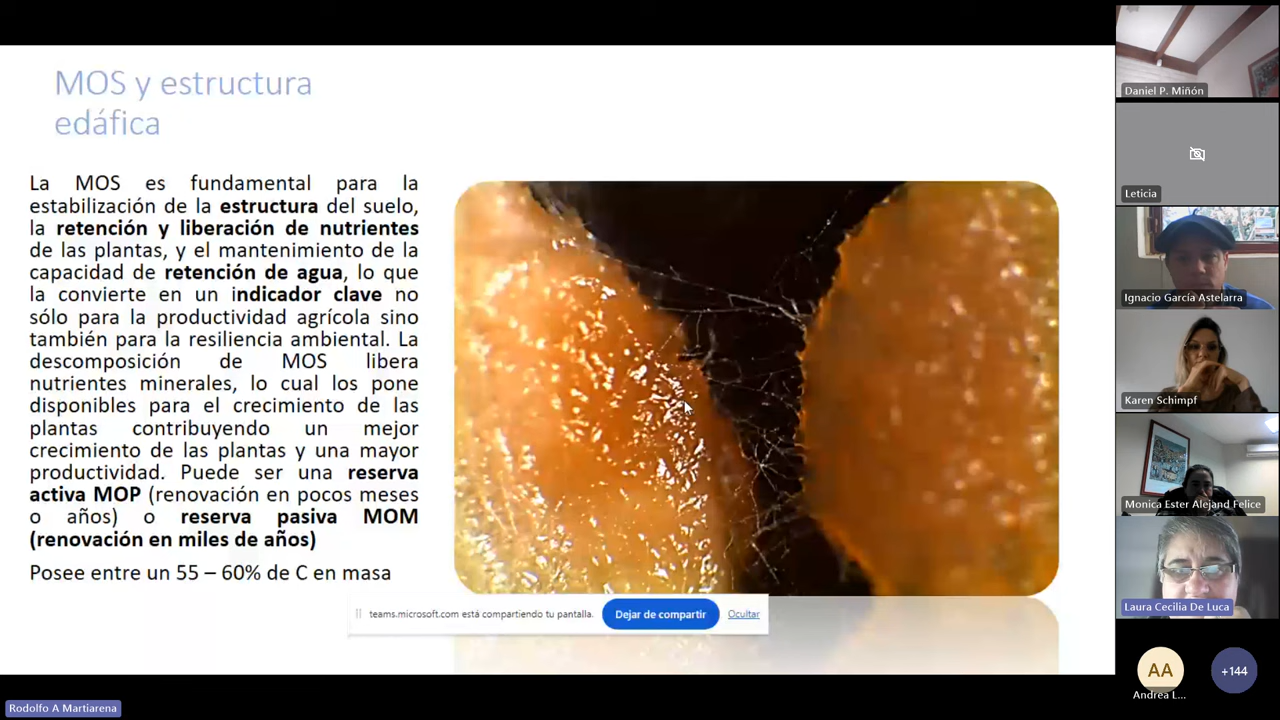 MOS y estructura
edáfica
La MOS es fundamental para la
estabilización de la estructura del suelo,
la retención y liberación de nutrientes
de las plantas, y el mantenimiento de la
capacidad de retención de agua, lo que
la convierte en un indicador clave no
sólo para la productividad agrícola sino
también para la resiliencia ambiental. La
descomposición de MOS libera
nutrientes minerales, lo cual los pone
disponibles para el crecimiento de las
plantas contribuyendo un mejor
crecimiento de las plantas y una mayor
productividad. Puede ser una reserva
activa MOP (renovación en pocos meses
o años) o reserva pasiva MOM
(renovación en miles de años)
Posee entre un 55 – 60% de C en masa
teams.microsoft.com está compartiendo tu pantalla. Dejar de compartir Ocultar
Daniel P. Miñón
Leticia
Ignacio García Astelarra
Karen Schimpf
Monica Ester Alejand Felice
Laura Cecilia De Luca
AA +144
Andrea L...
Rodolfo A Martiarena